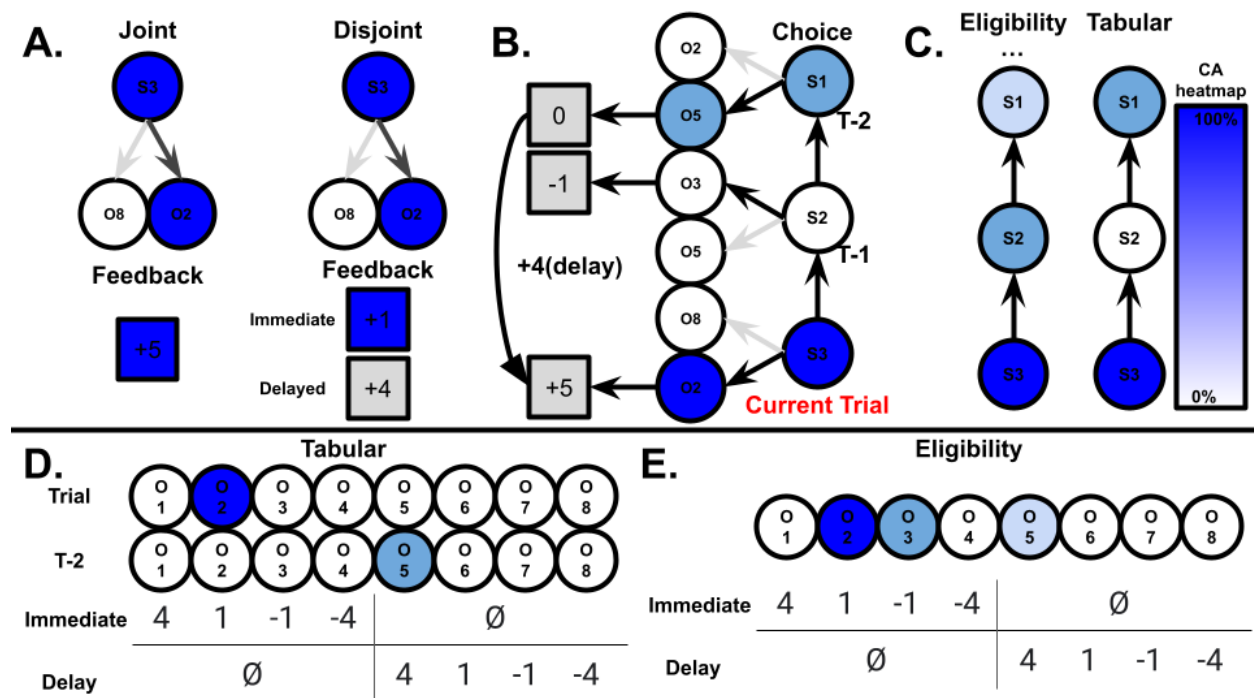 A.
Joint
Disjoint
S3
S3
O8
O2
O8
O2
Feedback
Feedback
+5
Immediate
+1
Delayed
+4
B.
Choice
O2
S1
0
O5
T-2
-1
O3
S2
T-1
+4(delay)
O5
O8
S3
+5
O2
Current Trial
C.
Eligibility
Tabular
...
CA
heatmap
100%
S1
S1
S2
S2
S3
S3
0%
D.
Tabular
Trial
O 1
O 2
O 3
O 4
O 5
O 6
O 7
O 8
T-2
O 1
O 2
O 3
O 4
O 5
O 6
O 7
O 8
Immediate 4 1 -1 -4 Ø
Delay Ø 4 1 -1 -4
E.
Eligibility
O 1
O 2
O 3
O 4
O 5
O 6
O 7
O 8
Immediate 4 1 -1 -4 Ø
Delay Ø 4 1 -1 -4